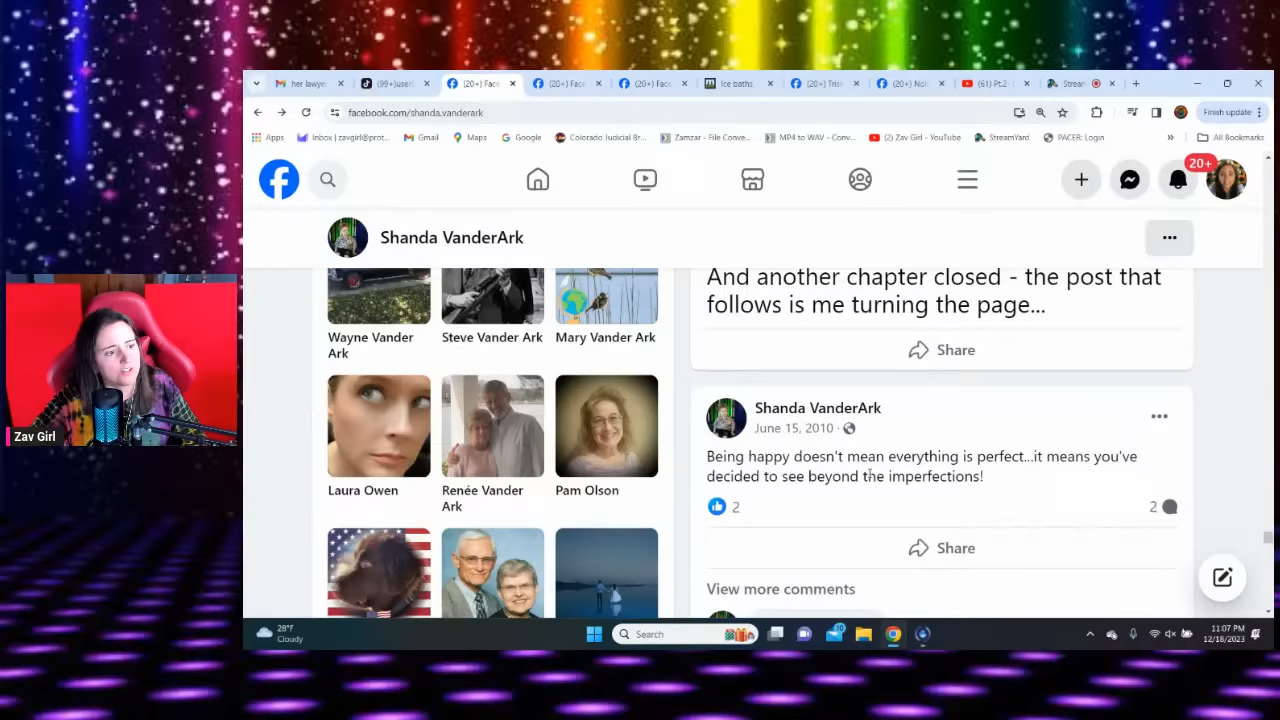 her lawye
(99+)user
(20+) Face
(20+) Face
(20+) Face
Ice baths,
(20+) Tris
(20+) Noi
(61) Pt.2-
Stream
facebook.com/shanda.vanderark
Finish update
Apps
Inbox | zavgirl@prot...
Gmail
Maps
Google
Colorado Judicial Br...
Zamzar - File Conve...
MP4 to WAV - Conv...
(2) Zav Girl - YouTube
StreamYard
PACER: Login
»
All Bookmarks
20+
Shanda VanderArk
Wayne Vander
Ark
Steve Vander Ark
Mary Vander Ark
Laura Owen
Renée Vander
Ark
Pam Olson
And another chapter closed - the post that
follows is me turning the page...
Share
Shanda VanderArk
June 15, 2010 ·
Being happy doesn't mean everything is perfect...it means you've
decided to see beyond the imperfections!
2
2
Share
View more comments
Zav Girl
28°F
Cloudy
Search
11:07 PM
12/18/2023